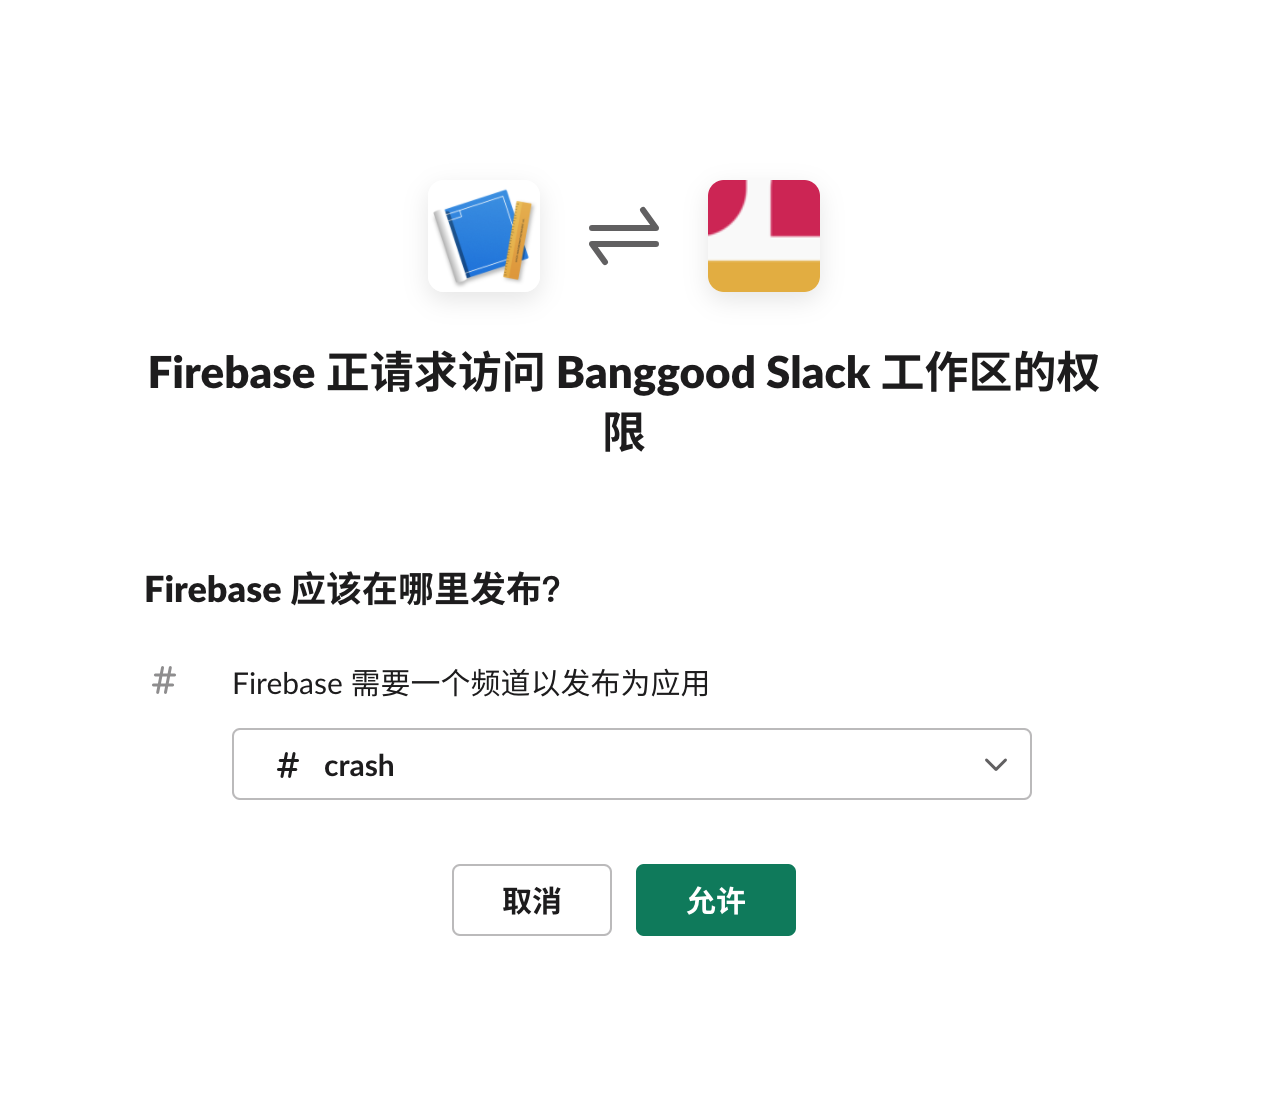 Firebase 正请求访问 Banggood Slack 工作区的权
限
Firebase 应该在哪里发布?
# Firebase 需要一个频道以发布为应用
# crash
取消 允许